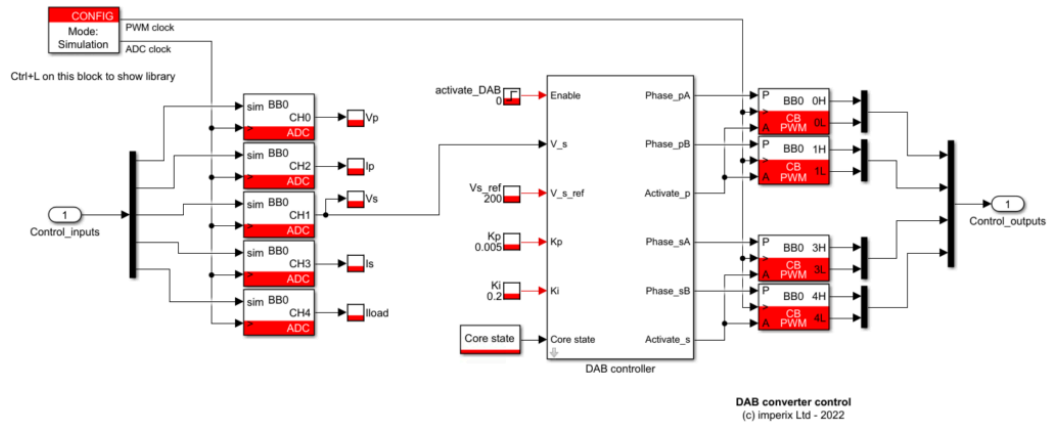 CONFIG
Mode:
Simulation
PWM clock
ADC clock
Ctrl+L on this block to show library
1
Control_inputs
sim BB0
CH0
>
ADC
Vp
sim BB0
CH2
>
ADC
Ip
sim BB0
CH1
>
ADC
Vs
sim BB0
CH3
>
ADC
Is
sim BB0
CH4
>
ADC
Iload
activate_DAB
0
Vs_ref
200
Kp
0.005
Ki
0.2
Core state
Enable
V_s
V_s_ref
Kp
Ki
Core state
Phase_pA
Phase_pB
Activate_p
Phase_sA
Phase_sB
Activate_s
DAB controller
P BB0 0H
> CB 0L
A PWM
P BB0 1H
> CB 1L
A PWM
P BB0 3H
> CB 3L
A PWM
P BB0 4H
> CB 4L
A PWM
1
Control_outputs
DAB converter control
(c) imperix Ltd - 2022